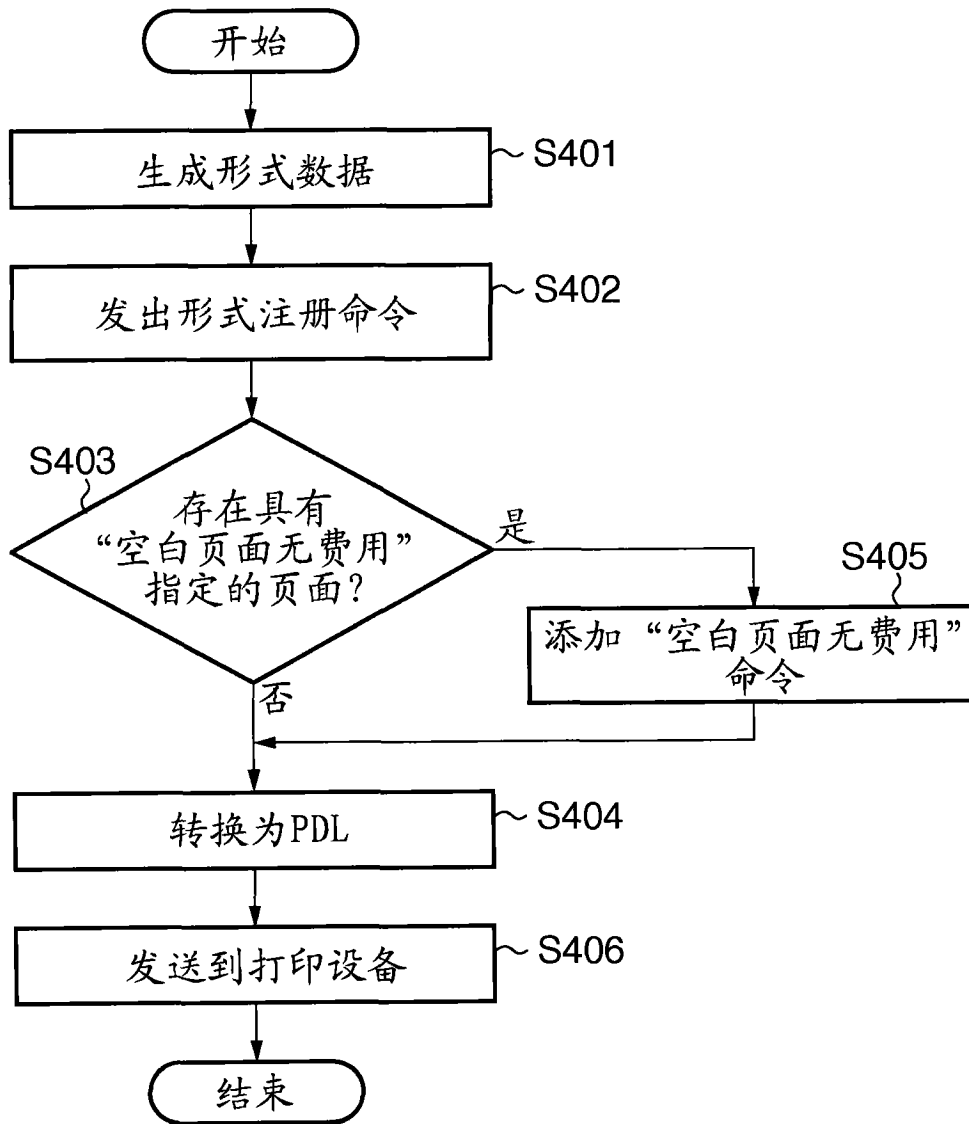 开始
生成形式数据
S401
发出形式注册命令
S402
S403
存在具有
“空白页面无费用”
指定的页面?
是
否
S405
添加“空白页面无费用”
命令
转换为PDL
S404
发送到打印设备
S406
结束